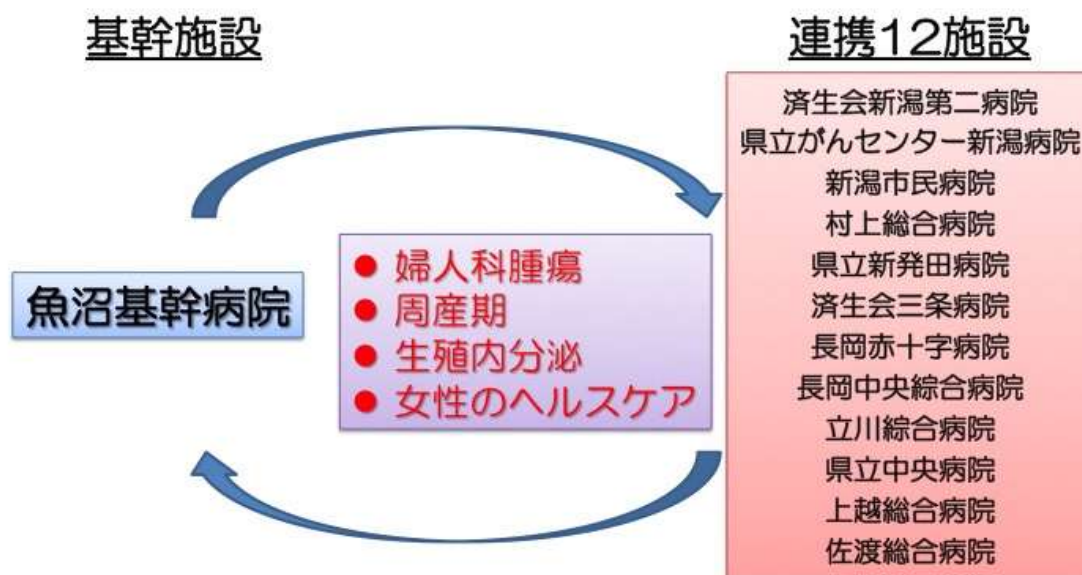 基幹施設
連携12施設
魚沼基幹病院
● 婦人科腫瘍
● 周産期
● 生殖内分泌
● 女性のヘルスケア
済生会新潟第二病院
県立がんセンター新潟病院
新潟市民病院
村上総合病院
県立新発田病院
済生会三条病院
長岡赤十字病院
長岡中央綜合病院
立川綜合病院
県立中央病院
上越総合病院
佐渡総合病院